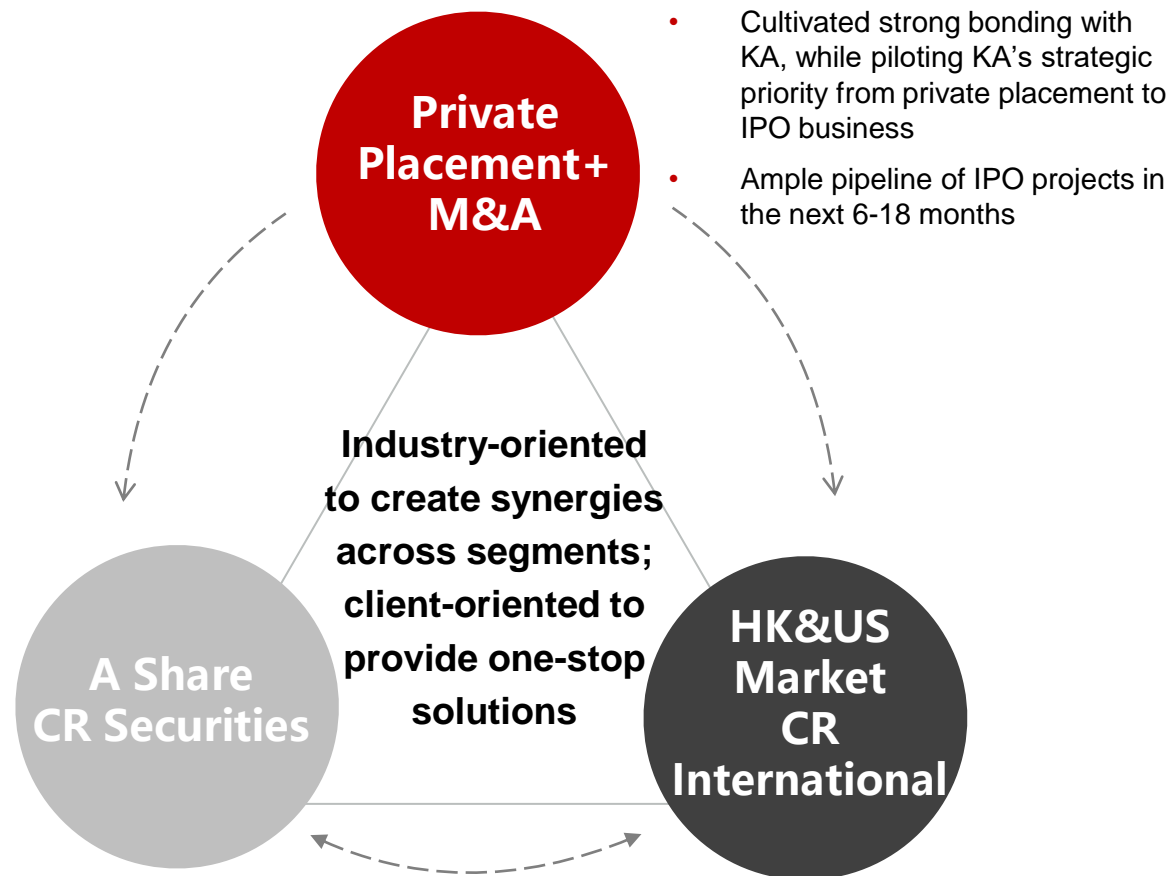 Private
Placement+
M&A
• Cultivated strong bonding with
KA, while piloting KA’s strategic
priority from private placement to
IPO business
• Ample pipeline of IPO projects in
the next 6-18 months
Industry-oriented
to create synergies
across segments;
client-oriented to
provide one-stop
solutions
A Share
CR Securities
HK&US
Market
CR
International